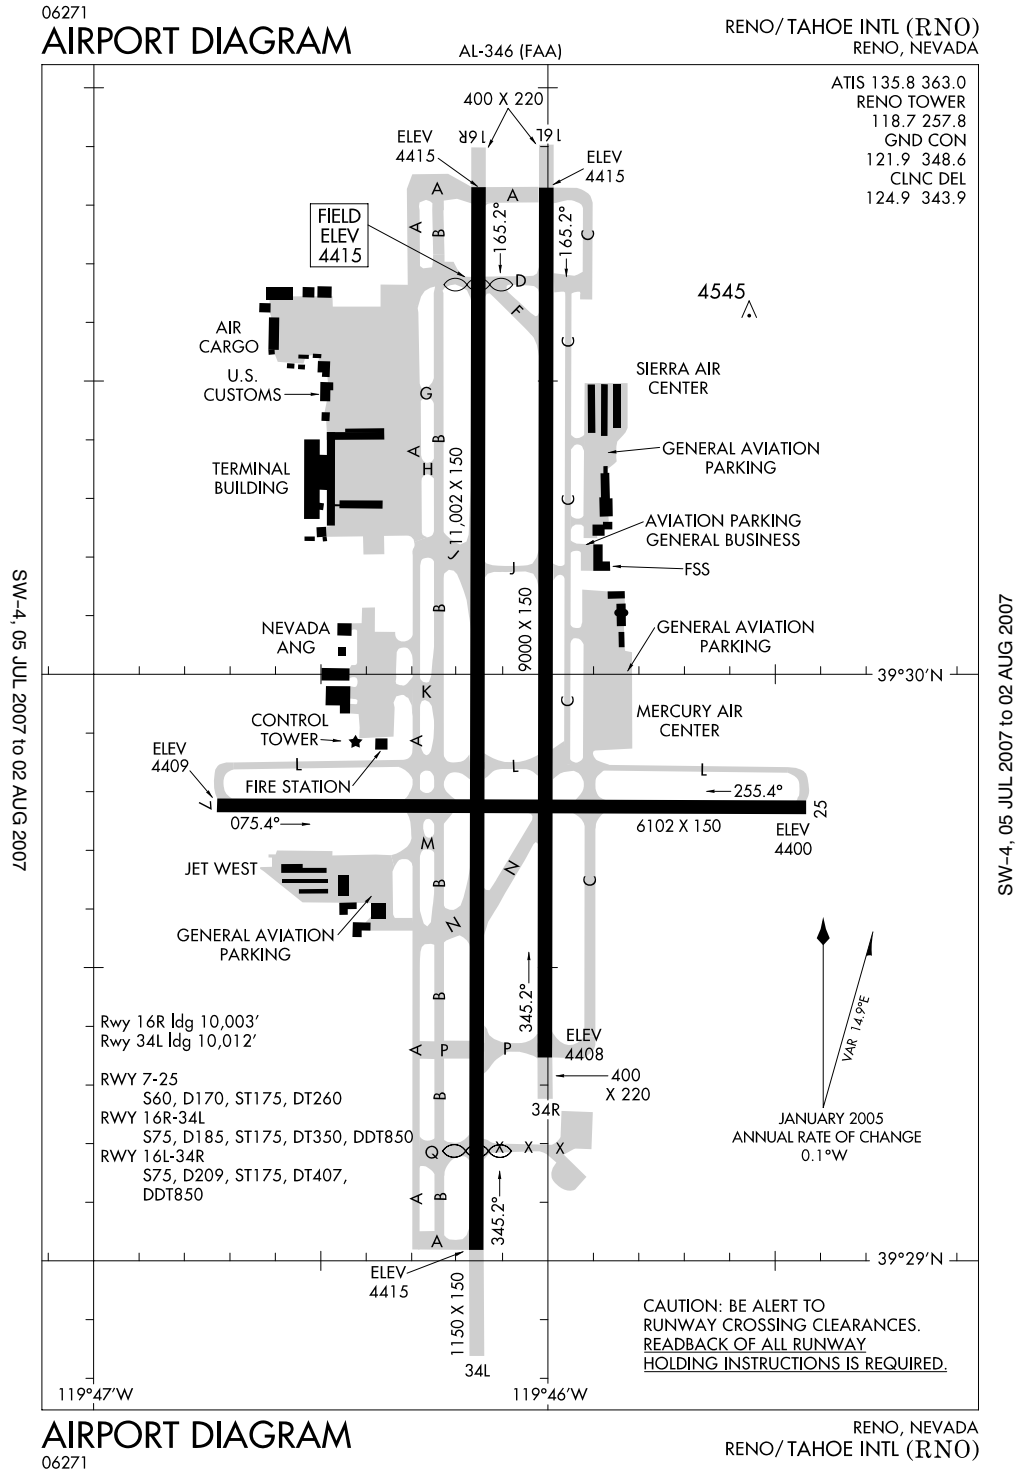 06271
AIRPORT DIAGRAM
AL-346 (FAA)
RENO/TAHOE INTL (RNO)
RENO, NEVADA
ATIS 135.8 363.0
RENO TOWER
118.7 257.8
GND CON
121.9 348.6
CLNC DEL
124.9 343.9
400 X 220
16R
16L
ELEV
4415
ELEV
4415
A
A
A
B
C
165.2°
165.2°
FIELD
ELEV
4415
D
F
C
4545
AIR
CARGO
U.S.
CUSTOMS
G
SIERRA AIR
CENTER
B
A
H
11,002 X 150
GENERAL AVIATION
PARKING
TERMINAL
BUILDING
C
AVIATION PARKING
GENERAL BUSINESS
J
J
FSS
9000 X 150
B
NEVADA
ANG
GENERAL AVIATION
PARKING
39°30'N
K
C
MERCURY AIR
CENTER
CONTROL
TOWER
A
ELEV
4409
L
L
L
FIRE STATION
7
255.4°
25
075.4°
6102 X 150
ELEV
4400
M
JET WEST
N
B
C
N
GENERAL AVIATION
PARKING
VAR 14.9°E
B
345.2°
Rwy 16R ldg 10,003'
Rwy 34L ldg 10,012'
ELEV
4408
A
P
P
RWY 7-25
S60, D170, ST175, DT260
RWY 16R-34L
S75, D185, ST175, DT350, DDT850
RWY 16L-34R
S75, D209, ST175, DT407,
DDT850
400
X 220
B
34R
JANUARY 2005
ANNUAL RATE OF CHANGE
0.1°W
Q
X X X
A
B
345.2°
A
39°29'N
ELEV
4415
1150 X 150
34L
CAUTION: BE ALERT TO
RUNWAY CROSSING CLEARANCES.
READBACK OF ALL RUNWAY
HOLDING INSTRUCTIONS IS REQUIRED.
119°47'W
119°46'W
SW-4, 05 JUL 2007 to 02 AUG 2007
SW-4, 05 JUL 2007 to 02 AUG 2007
AIRPORT DIAGRAM
06271
RENO, NEVADA
RENO/TAHOE INTL (RNO)